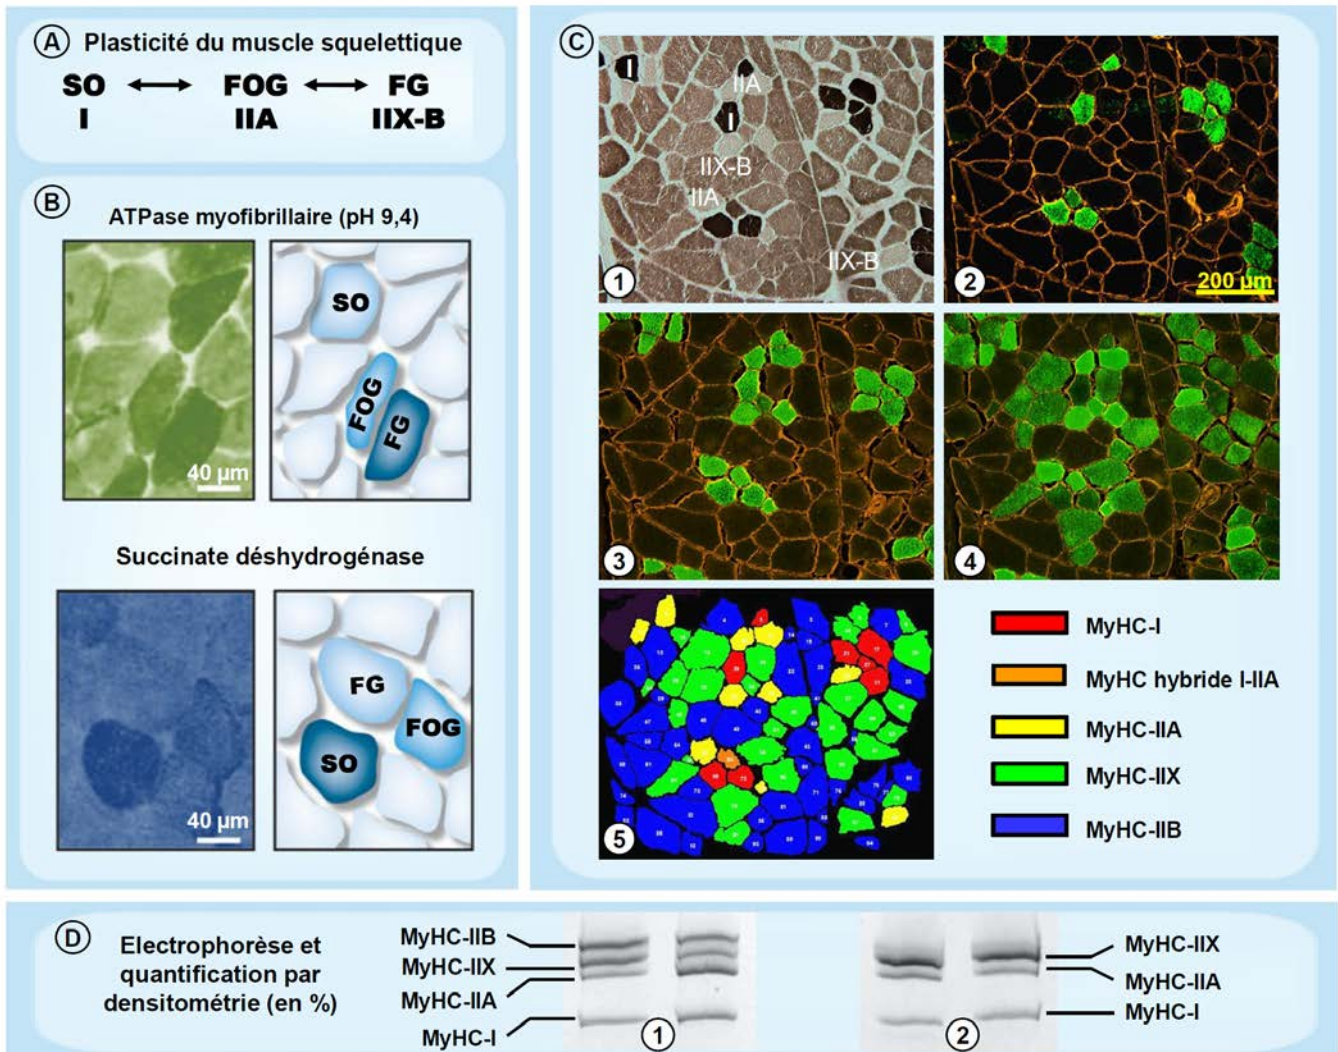 A Plasticité du muscle squelettique
SO FOG FG
I IIA IIX-B
B
ATPase myofibrillaire (pH 9,4)
40 µm
SO
FOG
FG
Succinate déshydrogénase
40 µm
FG
FOG
SO
C
I
IIA
I
IIX-B
IIA
IIX-B
1
200 µm
2
3
4
5
MyHC-I
MyHC hybride I-IIA
MyHC-IIA
MyHC-IIX
MyHC-IIB
D
Electrophorèse et
quantification par
densitométrie (en %)
MyHC-IIB
MyHC-IIX
MyHC-IIA
MyHC-I
1
2
MyHC-IIX
MyHC-IIA
MyHC-I